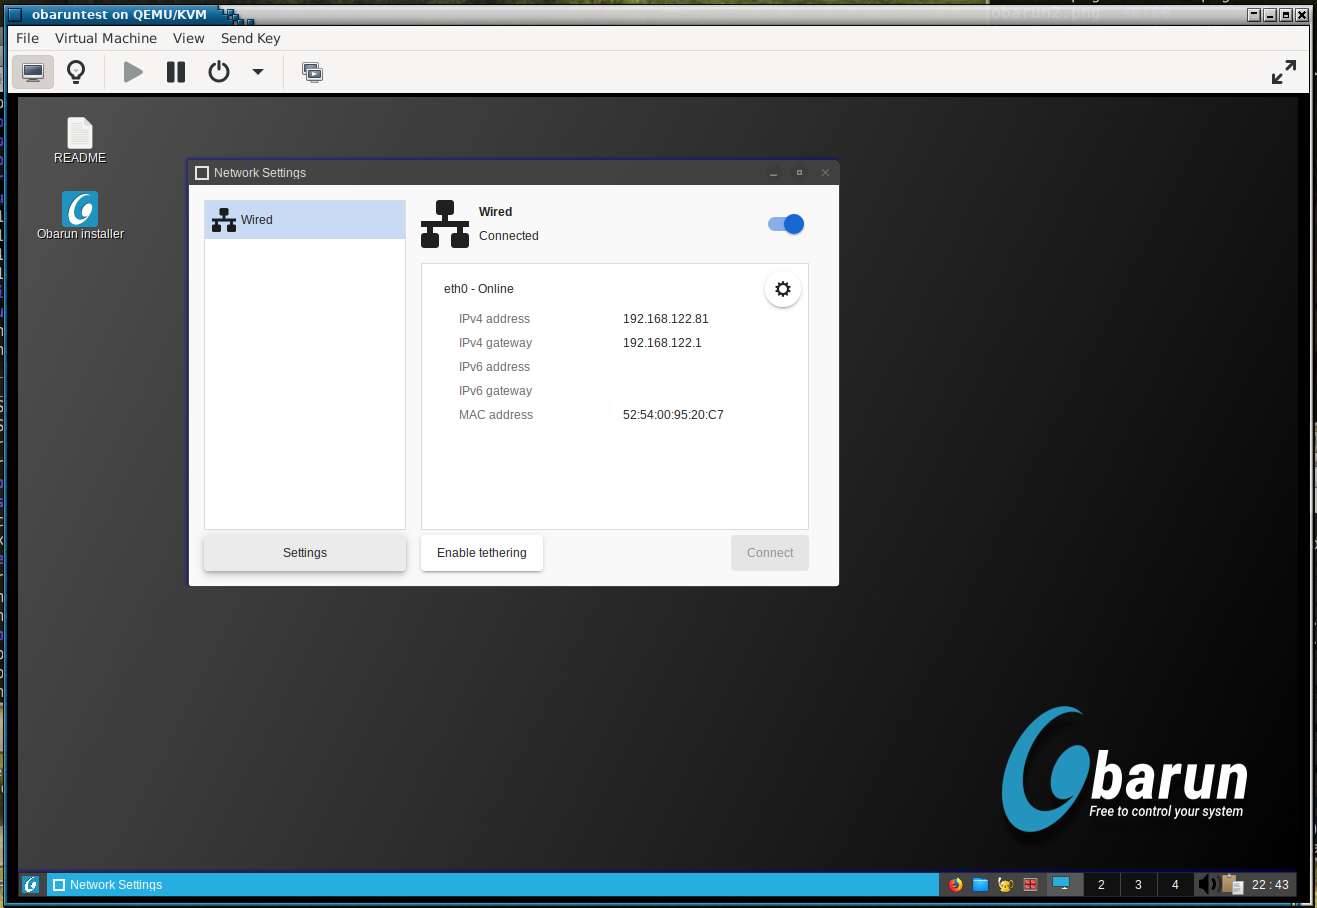 obaruntest on QEMU/KVM
obarun2.png
File Virtual Machine View Send Key
README
Obarun installer
Network Settings
Wired
Wired
Connected
eth0 - Online
IPv4 address 192.168.122.81
IPv4 gateway 192.168.122.1
IPv6 address
IPv6 gateway
MAC address 52:54:00:95:20:C7
Settings
Enable tethering
Connect
barun
Free to control your system
Network Settings
2 3 4 22 : 43